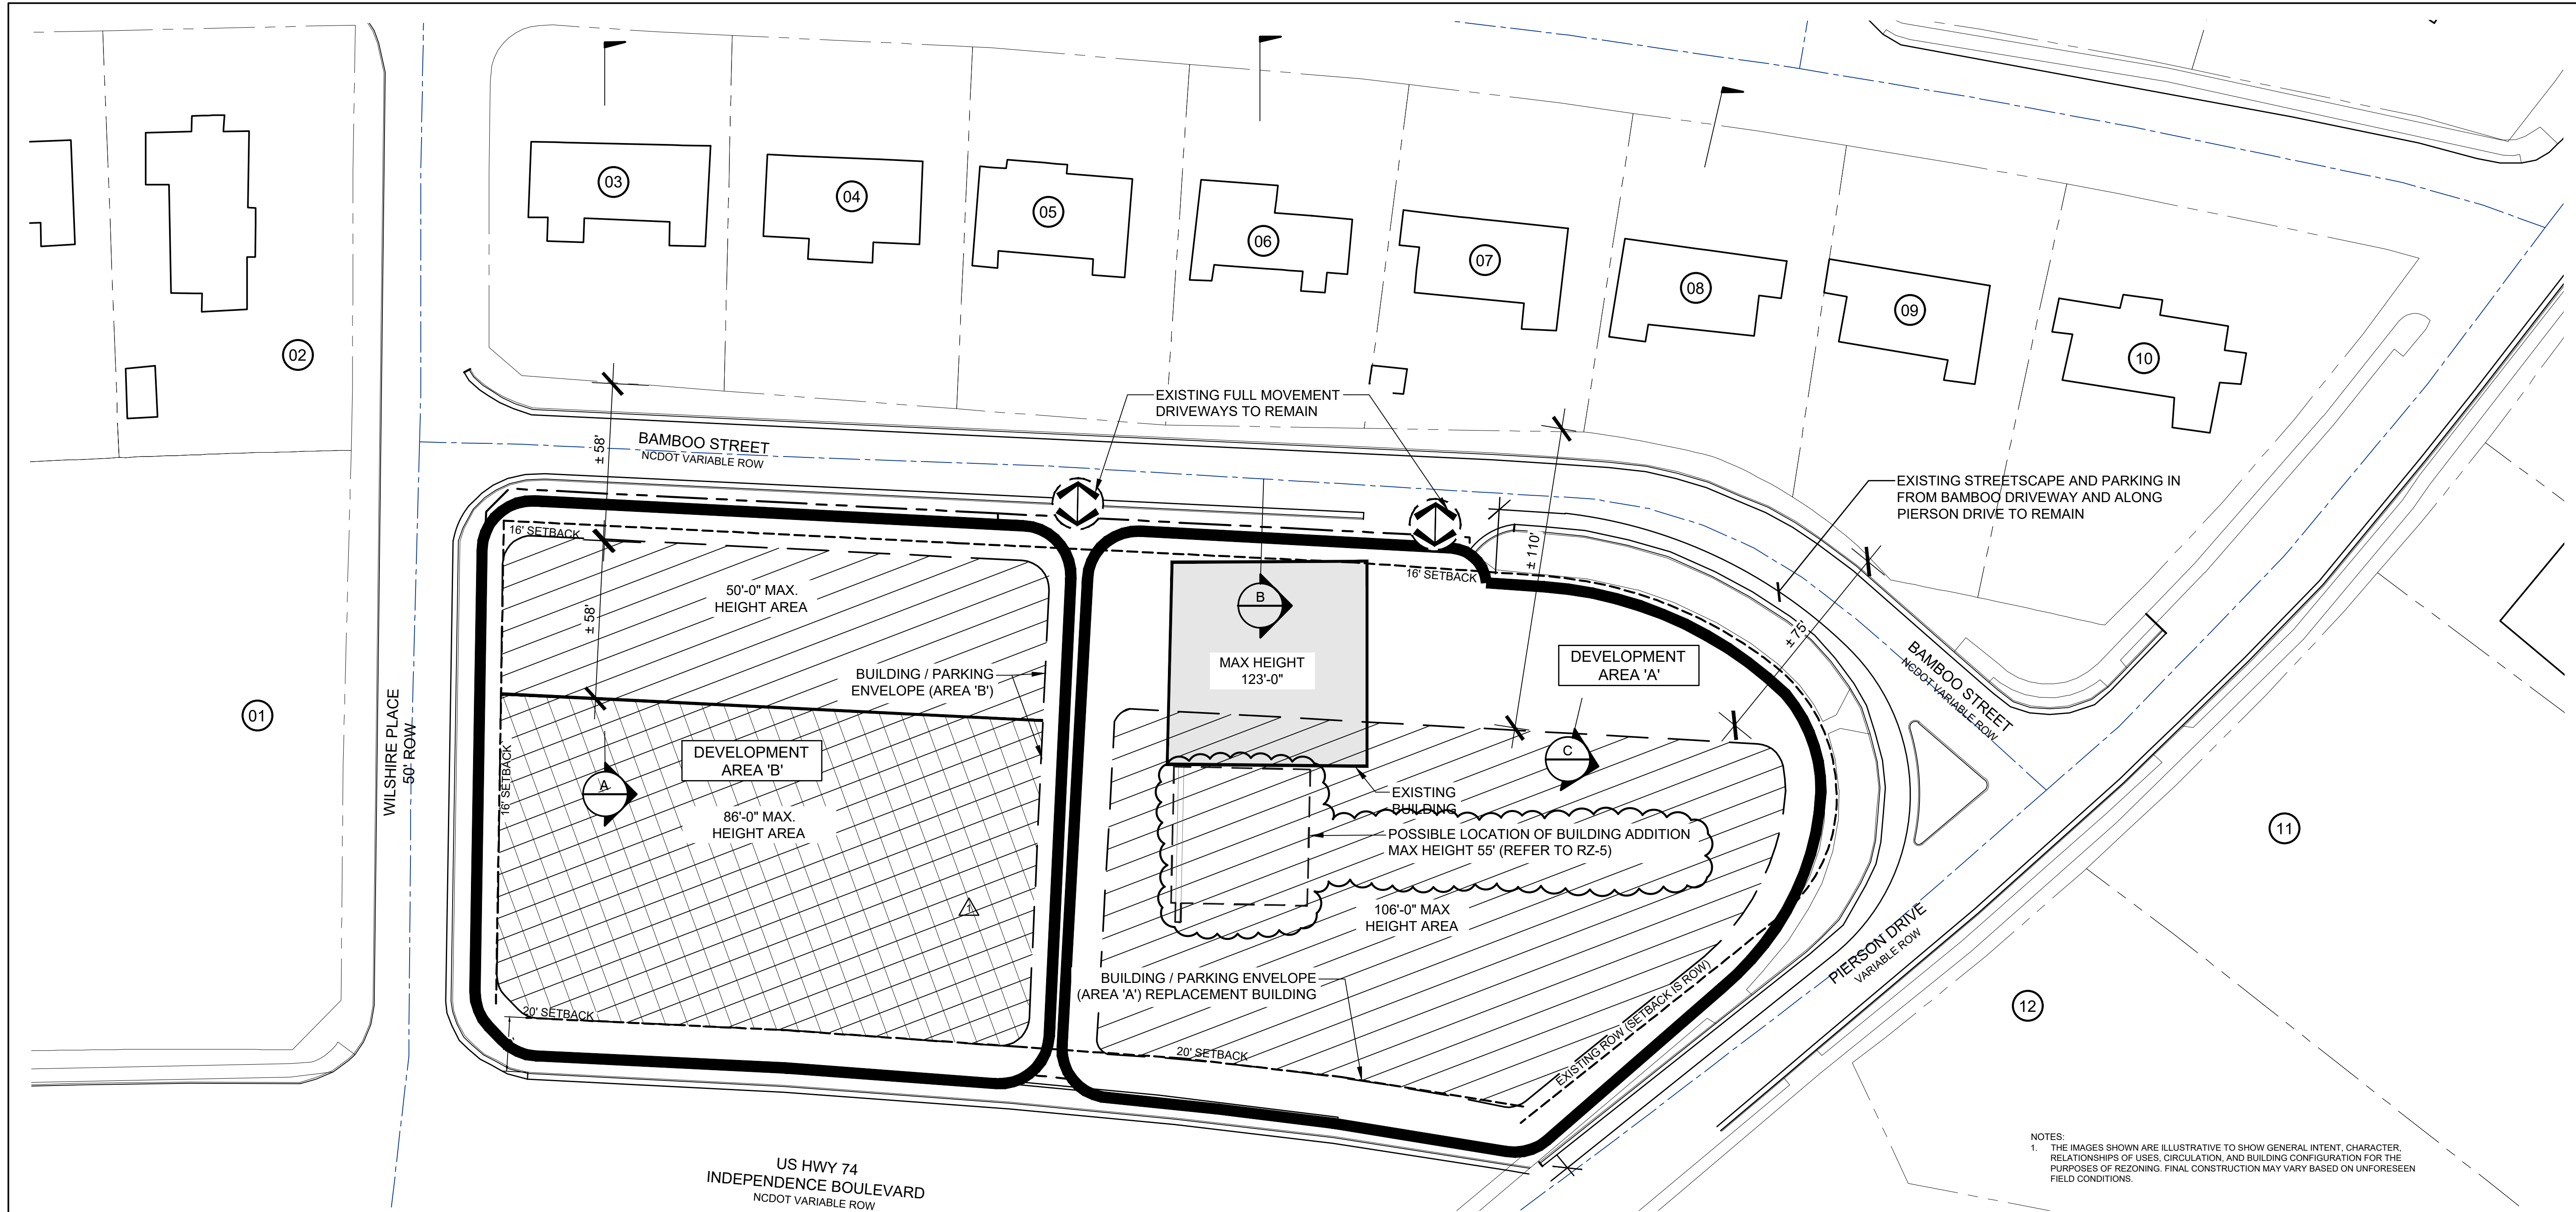 03
04
05
06
07
08
09
10
02
01
11
12
EXISTING FULL MOVEMENT
DRIVEWAYS TO REMAIN
BAMBOO STREET
NCDOT VARIABLE ROW
± 58'
± 58'
EXISTING STREETSCAPE AND PARKING IN
FROM BAMBOO DRIVEWAY AND ALONG
PIERSON DRIVE TO REMAIN
16' SETBACK
16' SETBACK
± 110'
± 75'
50'-0" MAX.
HEIGHT AREA
B
MAX HEIGHT
123'-0"
DEVELOPMENT
AREA 'A'
BUILDING / PARKING
ENVELOPE (AREA 'B')
BAMBOO STREET
NCDOT VARIABLE ROW
WILSHIRE PLACE
50' ROW
16' SETBACK
DEVELOPMENT
AREA 'B'
A
C
86'-0" MAX.
HEIGHT AREA
EXISTING
BUILDING
POSSIBLE LOCATION OF BUILDING ADDITION
MAX HEIGHT 55' (REFER TO RZ-5)
1
106'-0" MAX
HEIGHT AREA
BUILDING / PARKING ENVELOPE
(AREA 'A') REPLACEMENT BUILDING
PIERSON DRIVE
VARIABLE ROW
EXISTING ROW (SETBACK IS ROW)
20' SETBACK
20' SETBACK
US HWY 74
INDEPENDENCE BOULEVARD
NCDOT VARIABLE ROW
NOTES:
1. THE IMAGES SHOWN ARE ILLUSTRATIVE TO SHOW GENERAL INTENT, CHARACTER,
RELATIONSHIPS OF USES, CIRCULATION, AND BUILDING CONFIGURATION FOR THE
PURPOSES OF REZONING. FINAL CONSTRUCTION MAY VARY BASED ON UNFORESEEN
FIELD CONDITIONS.